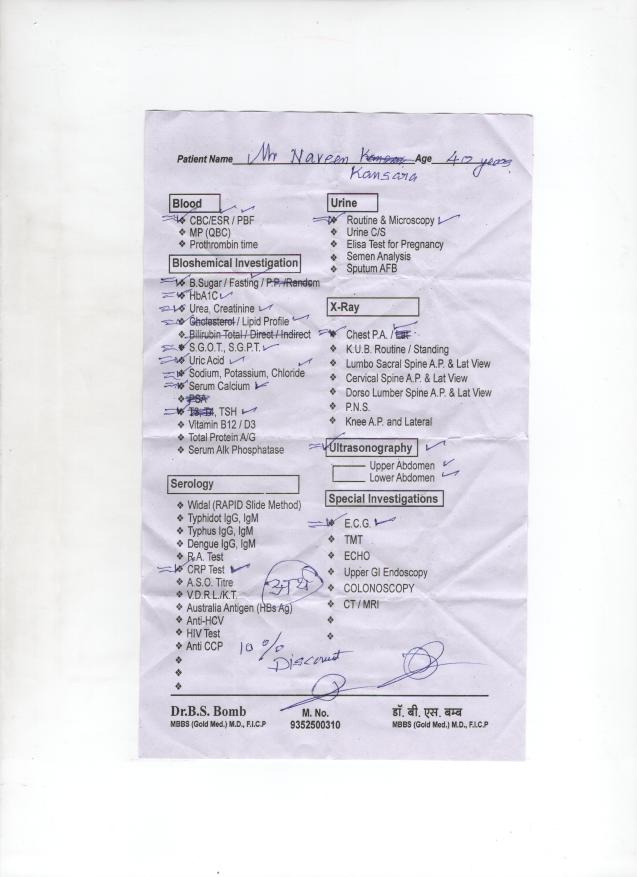 Patient Name Mr Naveen Age 40 years
Kansara
Blood
CBC/ESR / PBF
MP (QBC)
Prothrombin time
Bioshemical Investigation
B.Sugar / Fasting / P.P. /Random
HbA1C
Urea, Creatinine
Cholesterol / Lipid Profile
Bilirubin Total / Direct / Indirect
S.G.O.T., S.G.P.T.
Uric Acid
Sodium, Potassium, Chloride
Serum Calcium
PSA
T3, T4, TSH
Vitamin B12 / D3
Total Protein A/G
Serum Alk Phosphatase
Serology
Widal (RAPID Slide Method)
Typhidot IgG, IgM
Typhus IgG, IgM
Dengue IgG, IgM
R.A. Test
CRP Test
A.S.O. Titre
V.D.R.L./K.T.
Australia Antigen (HBs Ag)
Anti-HCV
HIV Test
Anti CCP
Urine
Routine & Microscopy
Urine C/S
Elisa Test for Pregnancy
Semen Analysis
Sputum AFB
X-Ray
Chest P.A. /
K.U.B. Routine / Standing
Lumbo Sacral Spine A.P. & Lat View
Cervical Spine A.P. & Lat View
Dorso Lumber Spine A.P. & Lat View
P.N.S.
Knee A.P. and Lateral
Ultrasonography
Upper Abdomen
Lower Abdomen
Special Investigations
E.C.G.
TMT
ECHO
Upper GI Endoscopy
COLONOSCOPY
CT / MRI
10 % Discount
Dr.B.S. Bomb
MBBS (Gold Med.) M.D., F.I.C.P
M. No.
9352500310
डॉ. बी. एस. बम्ब
MBBS (Gold Med.) M.D., F.I.C.P